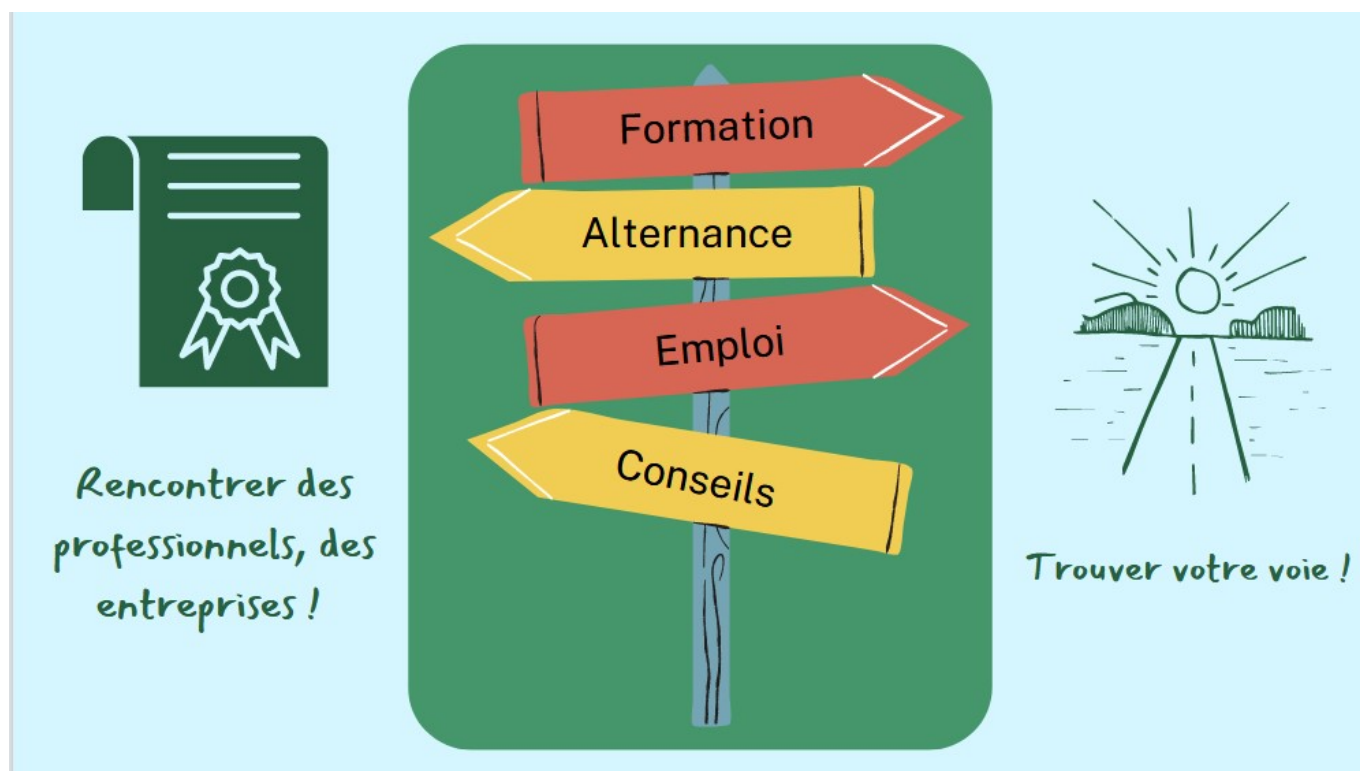 Rencontrer des
professionnels, des
entreprises !
Formation
Alternance
Emploi
Conseils
Trouver votre voie !